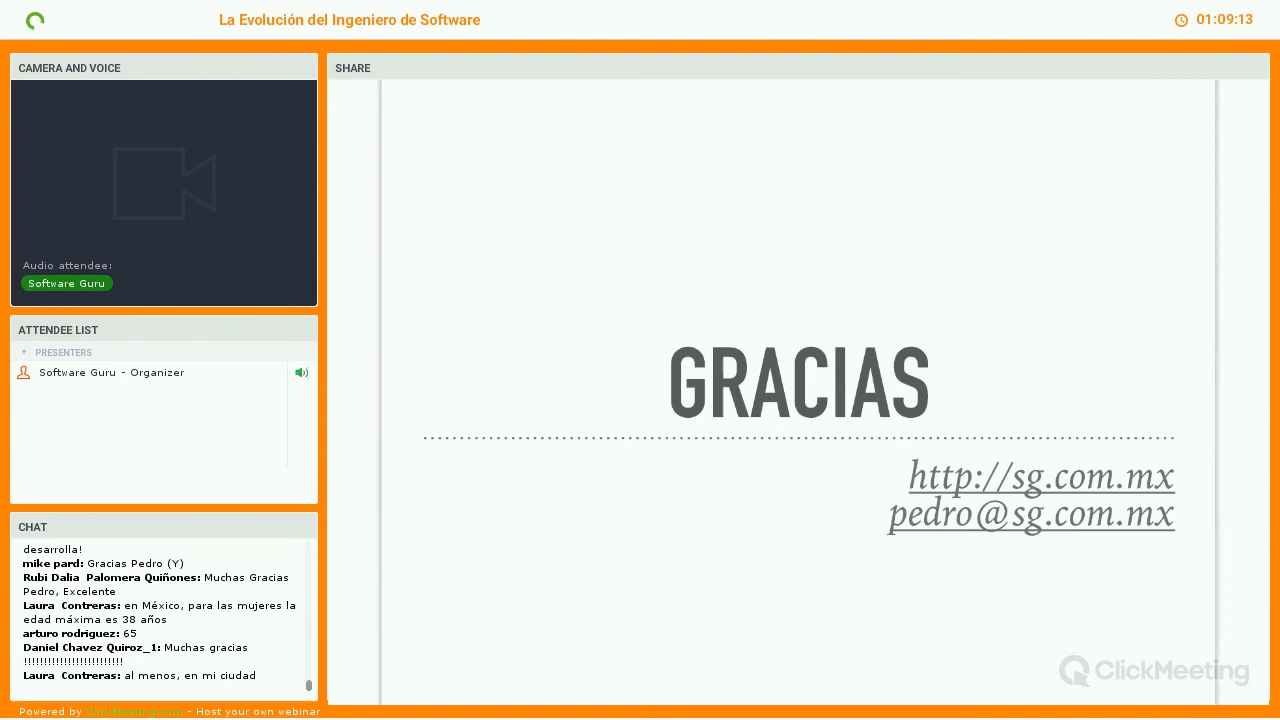 La Evolución del Ingeniero de Software
01:09:13
CAMERA AND VOICE
Audio attendee:
Software Guru
ATTENDEE LIST
PRESENTERS
Software Guru - Organizer
CHAT
desarrolla!
mike pard: Gracias Pedro (Y)
Rubi Dalia Palomera Quiñones: Muchas Gracias
Pedro, Excelente
Laura Contreras: en México, para las mujeres la
edad máxima es 38 años
arturo rodriguez: 65
Daniel Chavez Quiroz_1: Muchas gracias
!!!!!!!!!!!!!!!!!!!!!!!!!
Laura Contreras: al menos, en mi ciudad
Powered by ClickMeeting.com - Host your own webinar
SHARE
GRACIAS
http://sg.com.mx
pedro@sg.com.mx
ClickMeeting